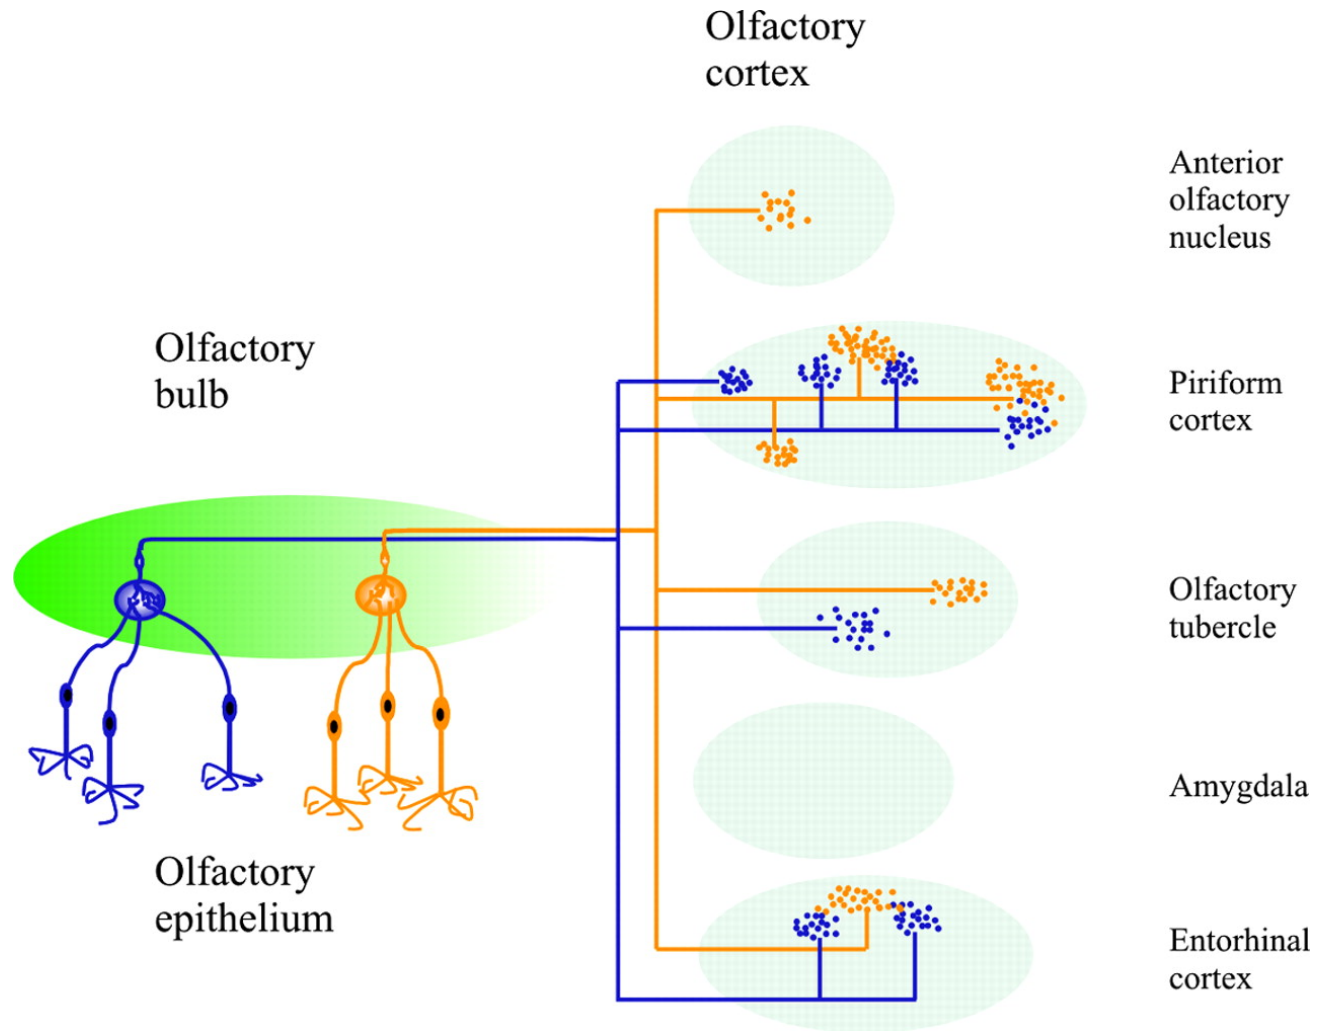 Olfactory
cortex
Anterior
olfactory
nucleus
Olfactory
bulb
Piriform
cortex
Olfactory
tubercle
Amygdala
Olfactory
epithelium
Entorhinal
cortex